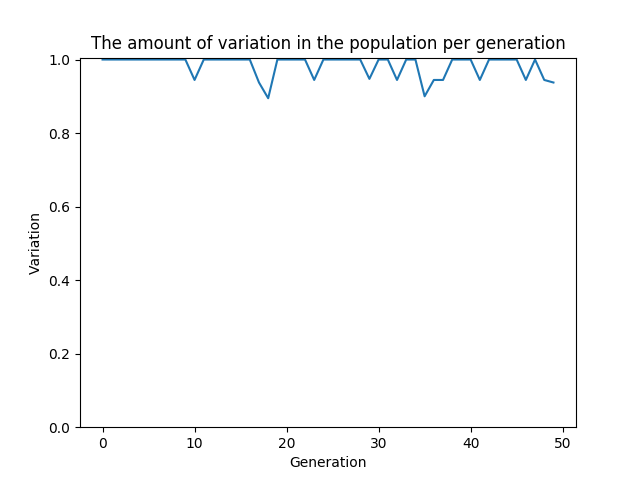 The amount of variation in the population per generation
1.0
0.8
0.6
0.4
0.2
0.0
Variation
0 10 20 30 40 50
Generation